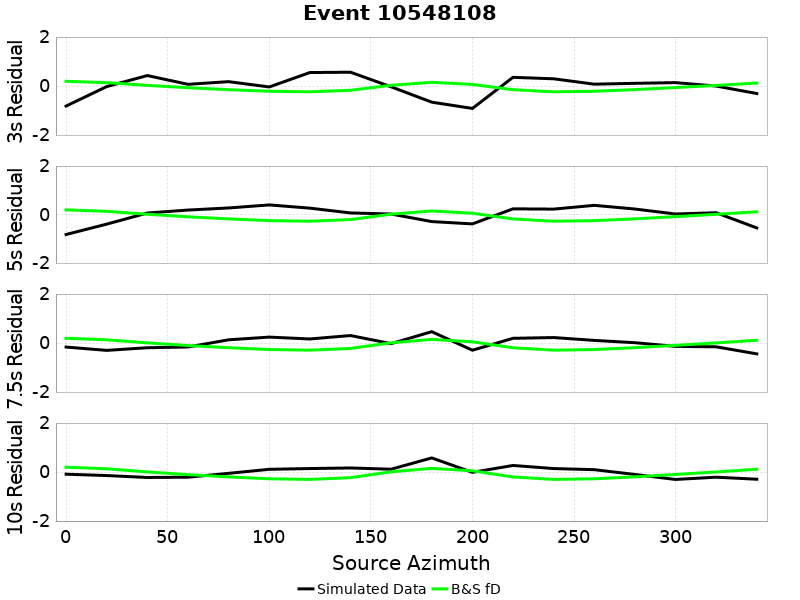 Event 10548108
3s Residual
2
0
-2
5s Residual
2
0
-2
7.5s Residual
2
0
-2
10s Residual
2
0
-2
0 50 100 150 200 250 300
Source Azimuth
Simulated Data B&S fD